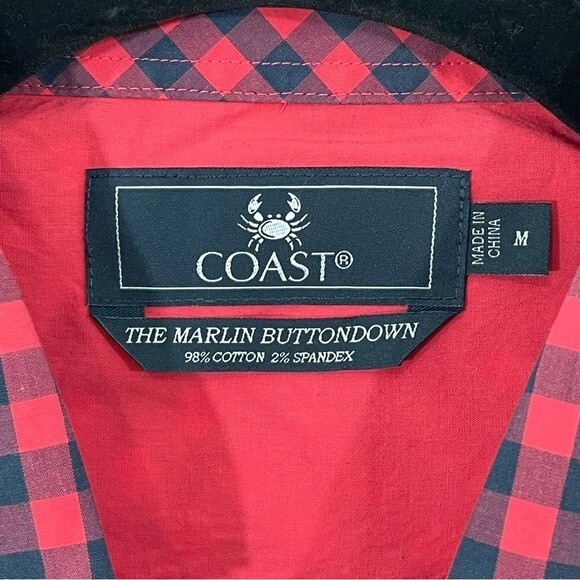 COAST®
THE MARLIN BUTTONDOWN
98% COTTON 2% SPANDEX
MADE IN
CHINA
M